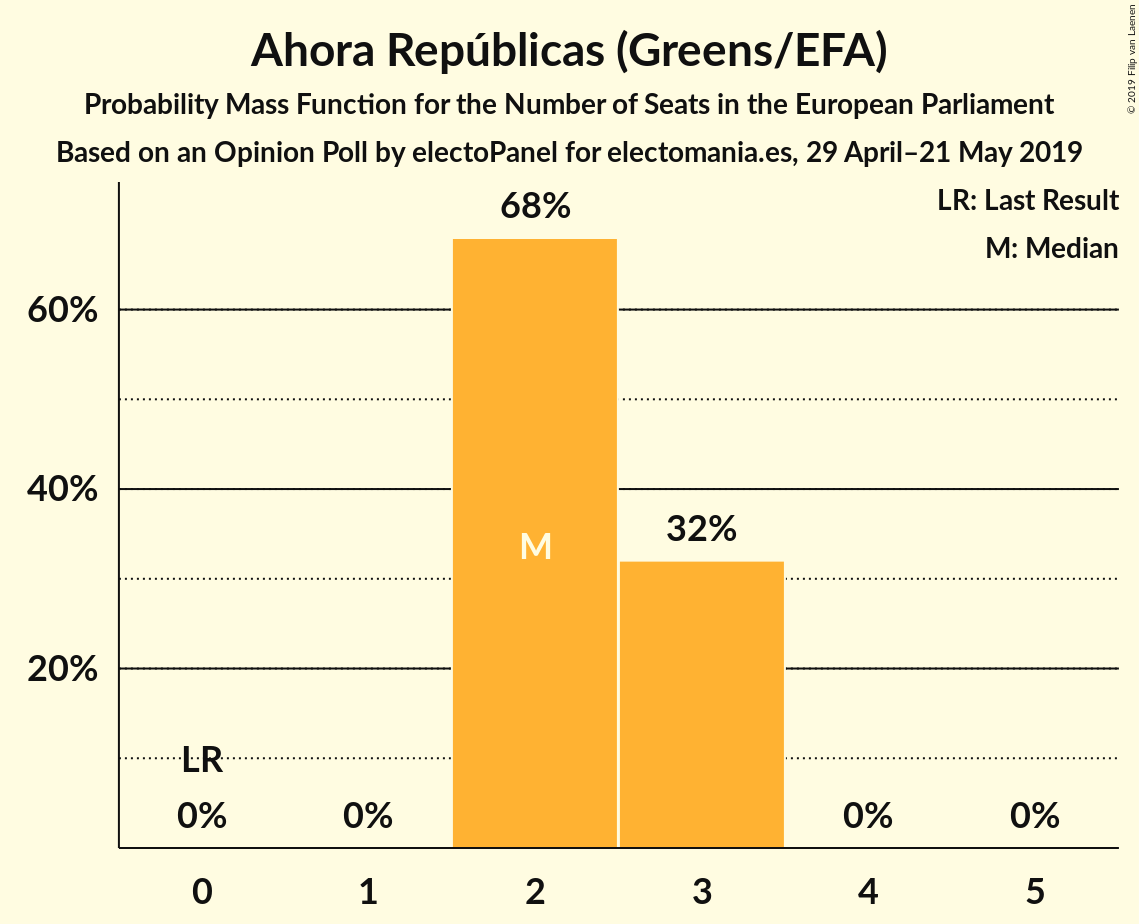 Ahora Repúblicas (Greens/EFA)
Probability Mass Function for the Number of Seats in the European Parliament
Based on an Opinion Poll by electoPanel for electomania.es, 29 April–21 May 2019
© 2019 Filip van Laenen
LR: Last Result
M: Median
68%
60%
40%
32%
M
20%
LR
0% 0% 0% 0%
0 1 2 3 4 5